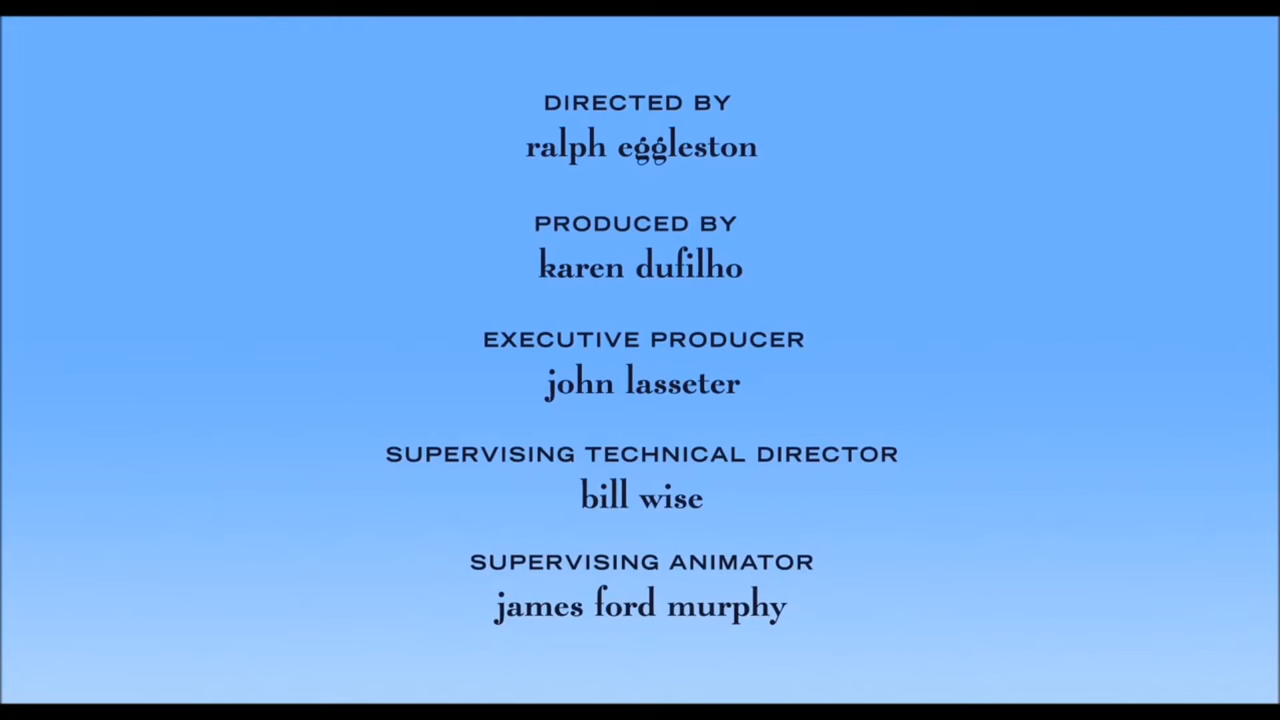 DIRECTED BY
ralph eggleston
PRODUCED BY
karen dufilho
EXECUTIVE PRODUCER
john lasseter
SUPERVISING TECHNICAL DIRECTOR
bill wise
SUPERVISING ANIMATOR
james ford murphy